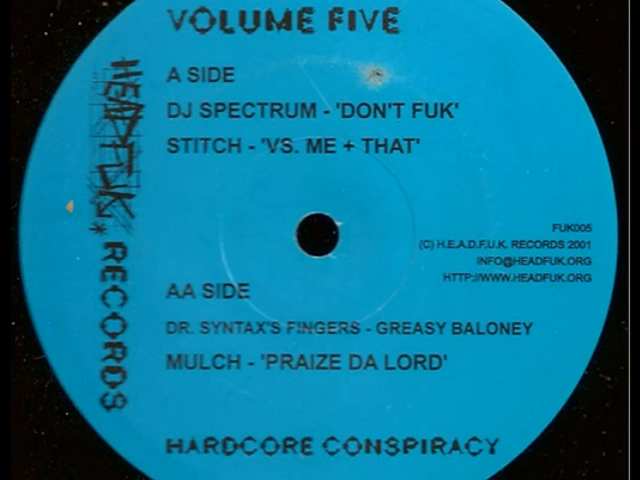 VOLUME FIVE
HEADFUK* RECORDS
A SIDE
DJ SPECTRUM - 'DON'T FUK'
STITCH - 'VS. ME + THAT'
FUK005
(C) H.E.A.D.F.U.K. RECORDS 2001
INFO@HEADFUK.ORG
HTTP://WWW.HEADFUK.ORG
AA SIDE
DR. SYNTAX'S FINGERS - GREASY BALONEY
MULCH - 'PRAIZE DA LORD'
HARDCORE CONSPIRACY